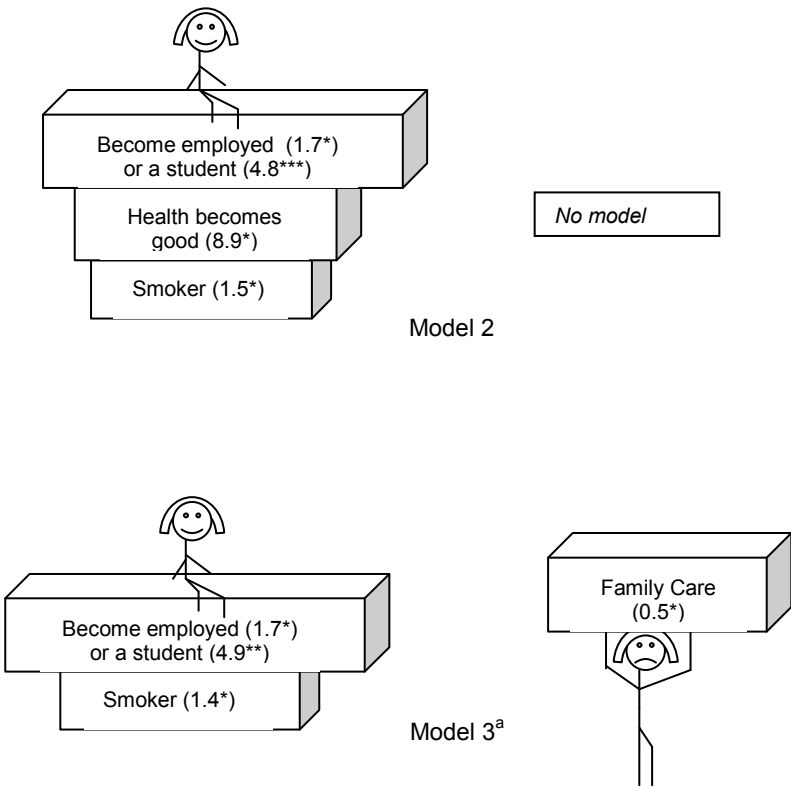 Become employed (1.7*)
or a student (4.8***)
Health becomes
good (8.9*)
Smoker (1.5*)
No model
Model 2
Become employed (1.7*)
or a student (4.9**)
Smoker (1.4*)
Family Care
(0.5*)
Model 3a